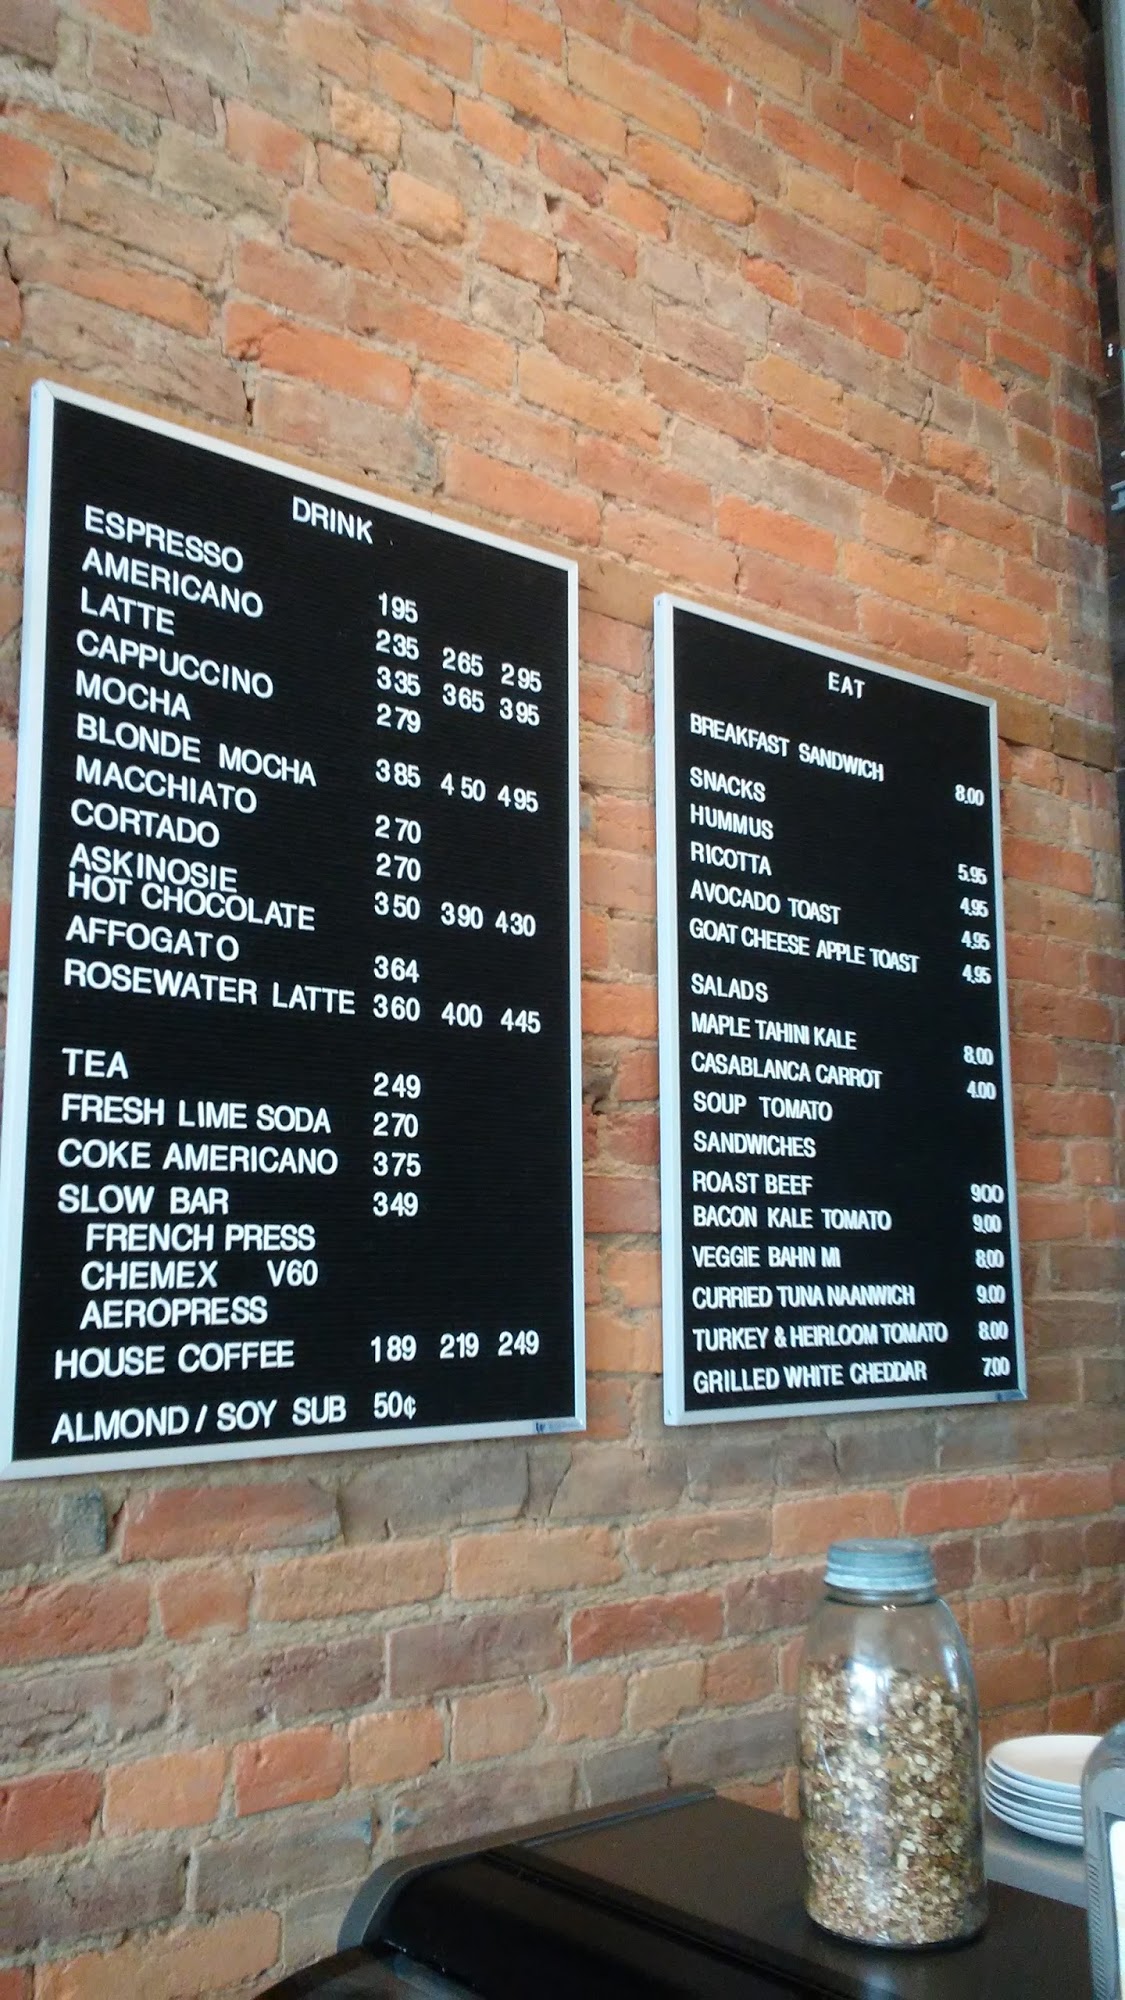 DRINK
ESPRESSO 195
AMERICANO 235 265 295
LATTE 335 365 395
CAPPUCCINO 279
MOCHA
BLONDE MOCHA 385 450 495
MACCHIATO 270
CORTADO 270
ASKINOSIE
HOT CHOCOLATE 350 390 430
AFFOGATO 364
ROSEWATER LATTE 360 400 445
TEA 249
FRESH LIME SODA 270
COKE AMERICANO 375
SLOW BAR 349
FRENCH PRESS
CHEMEX V60
AEROPRESS
HOUSE COFFEE 189 219 249
ALMOND / SOY SUB 50¢
EAT
BREAKFAST SANDWICH 8.00
SNACKS
HUMMUS 5.95
RICOTTA 4.95
AVOCADO TOAST 4.95
GOAT CHEESE APPLE TOAST 4.95
SALADS
MAPLE TAHINI KALE 8.00
CASABLANCA CARROT 4.00
SOUP TOMATO
SANDWICHES
ROAST BEEF 900
BACON KALE TOMATO 9.00
VEGGIE BAHN MI 8.00
CURRIED TUNA NAANWICH 9.00
TURKEY & HEIRLOOM TOMATO 8.00
GRILLED WHITE CHEDDAR 7.00